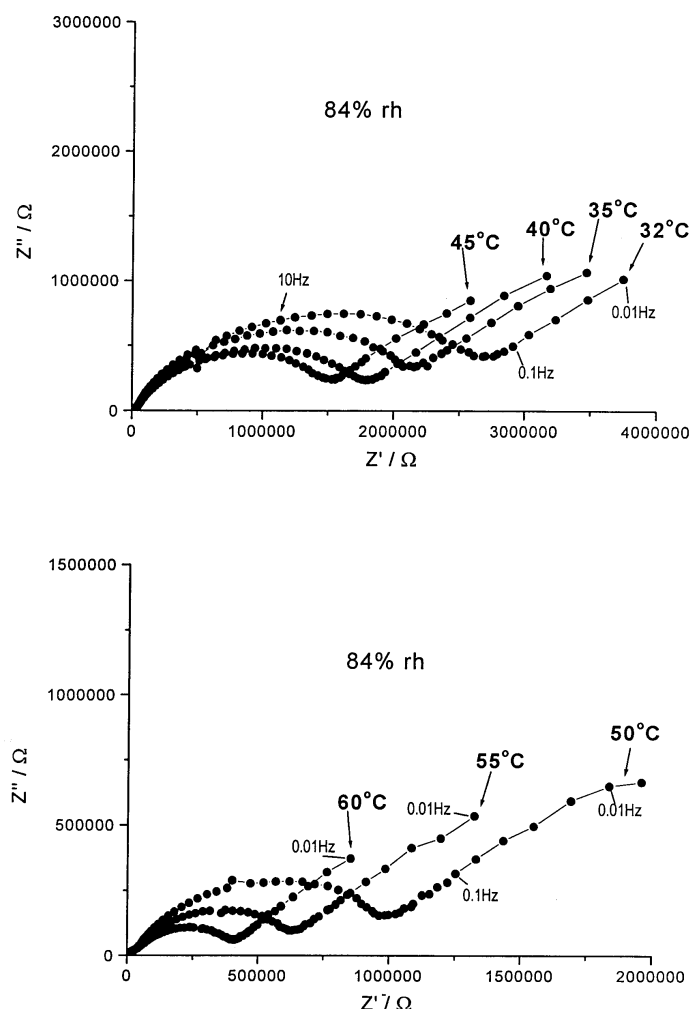 3000000
84% rh
2000000
Z'' / Ω
35°C
40°C
32°C
45°C
1000000
10Hz
0.01Hz
0.1Hz
0
0 1000000 2000000 3000000 4000000
Z' / Ω
1500000
84% rh
1000000
50°C
Z'' / Ω
55°C
60°C
0.01Hz
0.01Hz
500000
0.01Hz
0.1Hz
0
0 500000 1000000 1500000 2000000
Z' / Ω